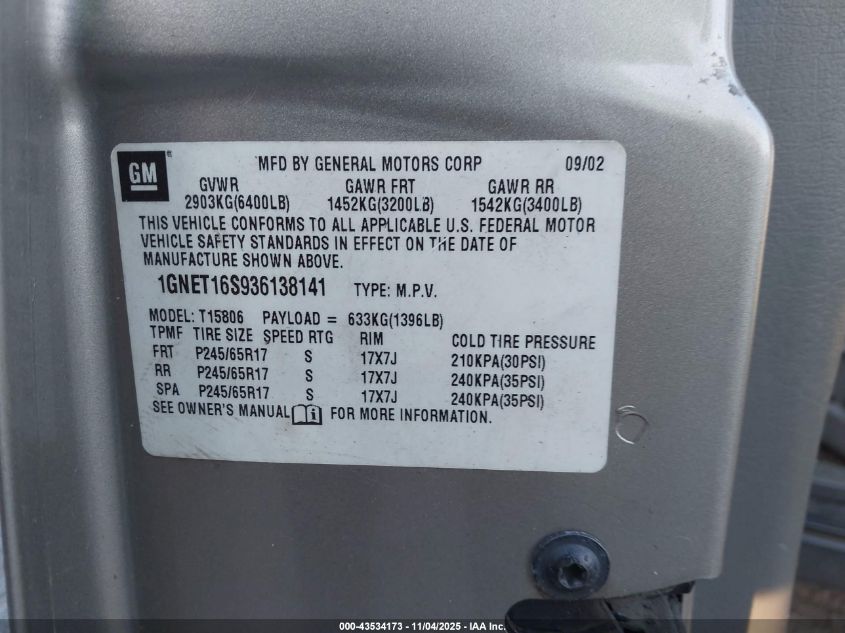 GM® MFD BY GENERAL MOTORS CORP 09/02
GVWR GAWR FRT GAWR RR
2903KG(6400LB) 1452KG(3200LB) 1542KG(3400LB)
THIS VEHICLE CONFORMS TO ALL APPLICABLE U.S. FEDERAL MOTOR
VEHICLE SAFETY STANDARDS IN EFFECT ON THE DATE OF
MANUFACTURE SHOWN ABOVE.
1GNET16S936138141 TYPE: M.P.V.
MODEL: T15806 PAYLOAD = 633KG(1396LB)
TPMF TIRE SIZE SPEED RTG RIM COLD TIRE PRESSURE
FRT P245/65R17 S 17X7J 210KPA(30PSI)
RR P245/65R17 S 17X7J 240KPA(35PSI)
SPA P245/65R17 S 17X7J 240KPA(35PSI)
SEE OWNER'S MANUAL i FOR MORE INFORMATION.
000-43534173 - 11/04/2025 - IAA Inc.